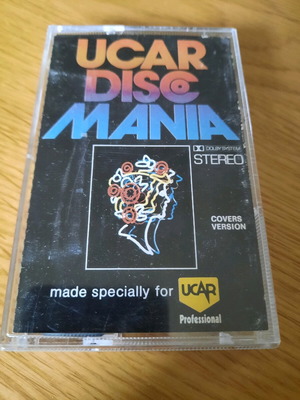 UCAR
DISC
MANIA
DOLBY SYSTEM
STEREO
COVERS
VERSION
made specially for UCAR
Professional